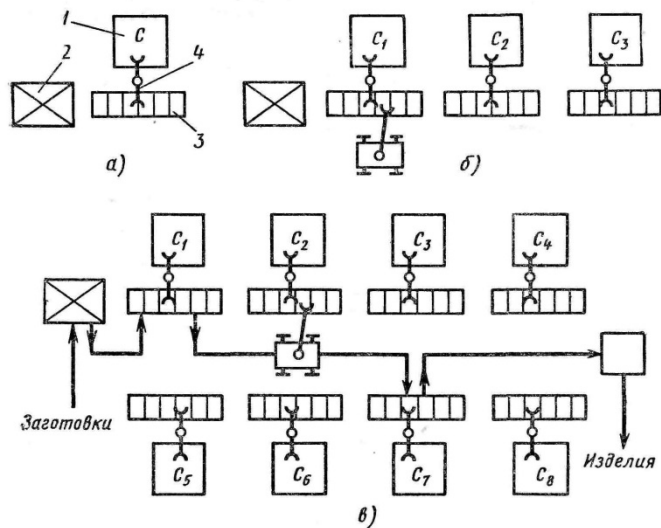 1
C
2
4
3
а)
C₁
C₂
C₃
б)
C₁
C₂
C₃
C₄
Заготовки
C₅
C₆
C₇
C₈
Изделия
в)